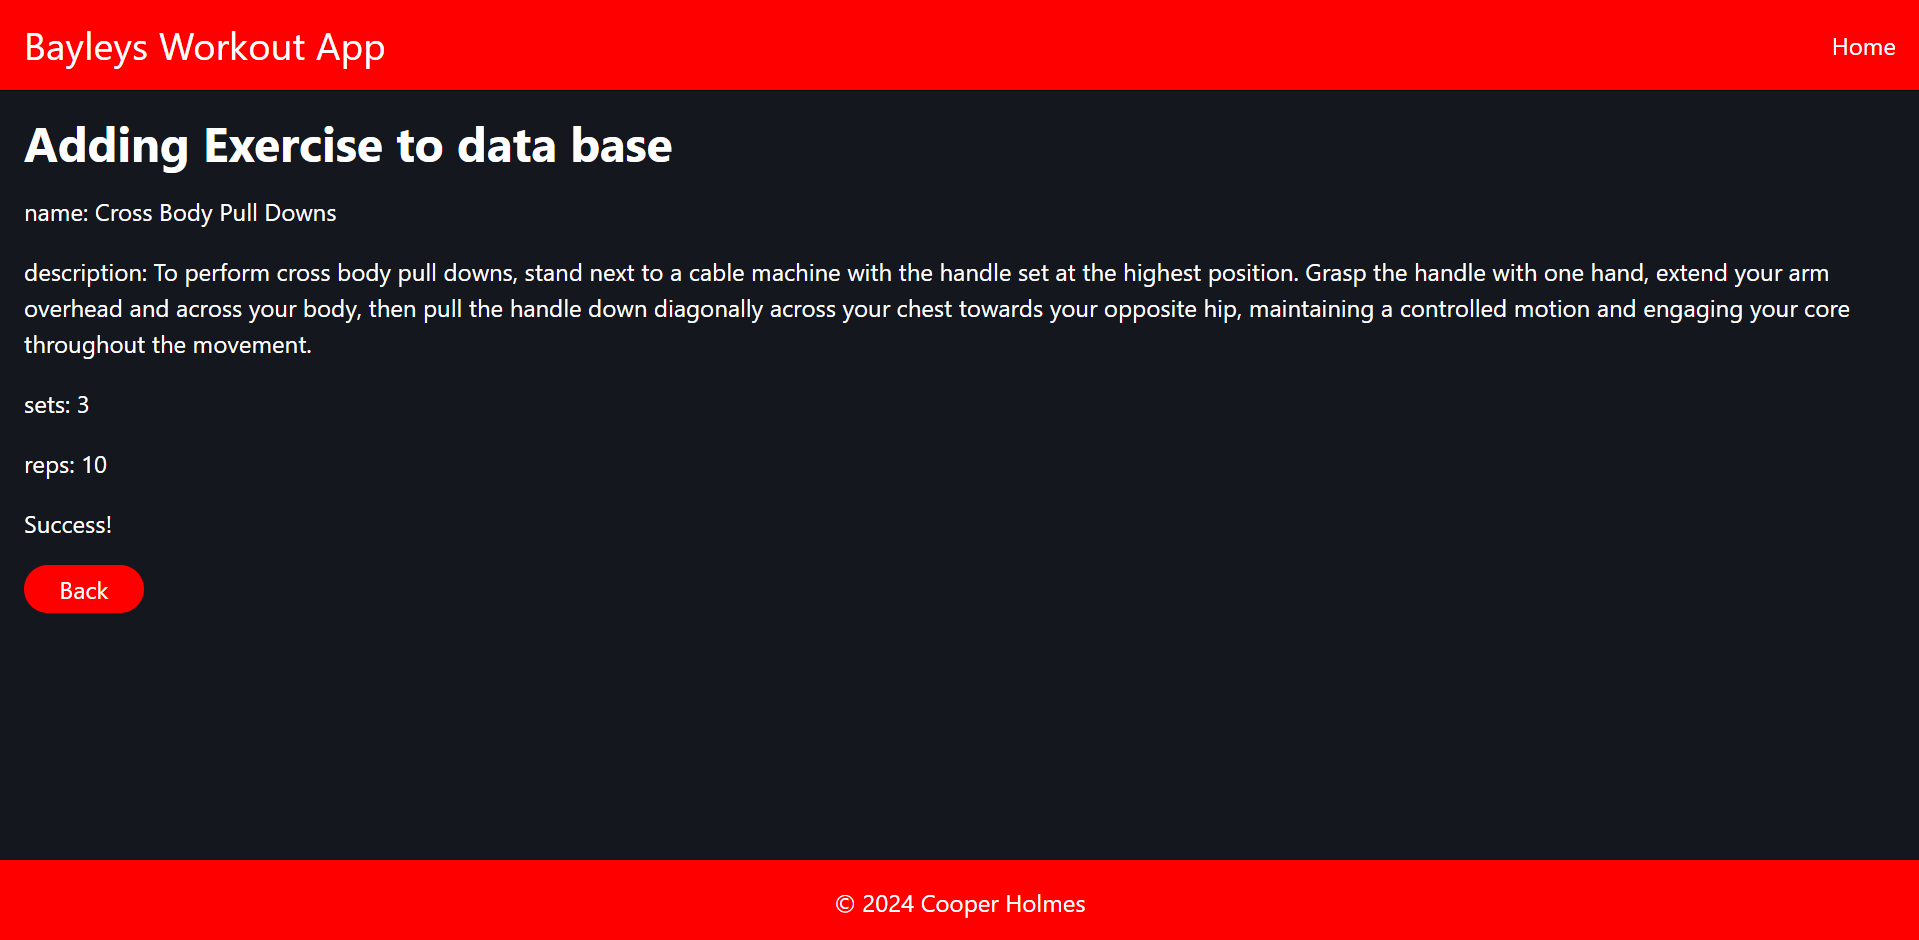 Bayleys Workout App
Home
Adding Exercise to data base
name: Cross Body Pull Downs
description: To perform cross body pull downs, stand next to a cable machine with the handle set at the highest position. Grasp the handle with one hand, extend your arm
overhead and across your body, then pull the handle down diagonally across your chest towards your opposite hip, maintaining a controlled motion and engaging your core
throughout the movement.
sets: 3
reps: 10
Success!
Back
© 2024 Cooper Holmes